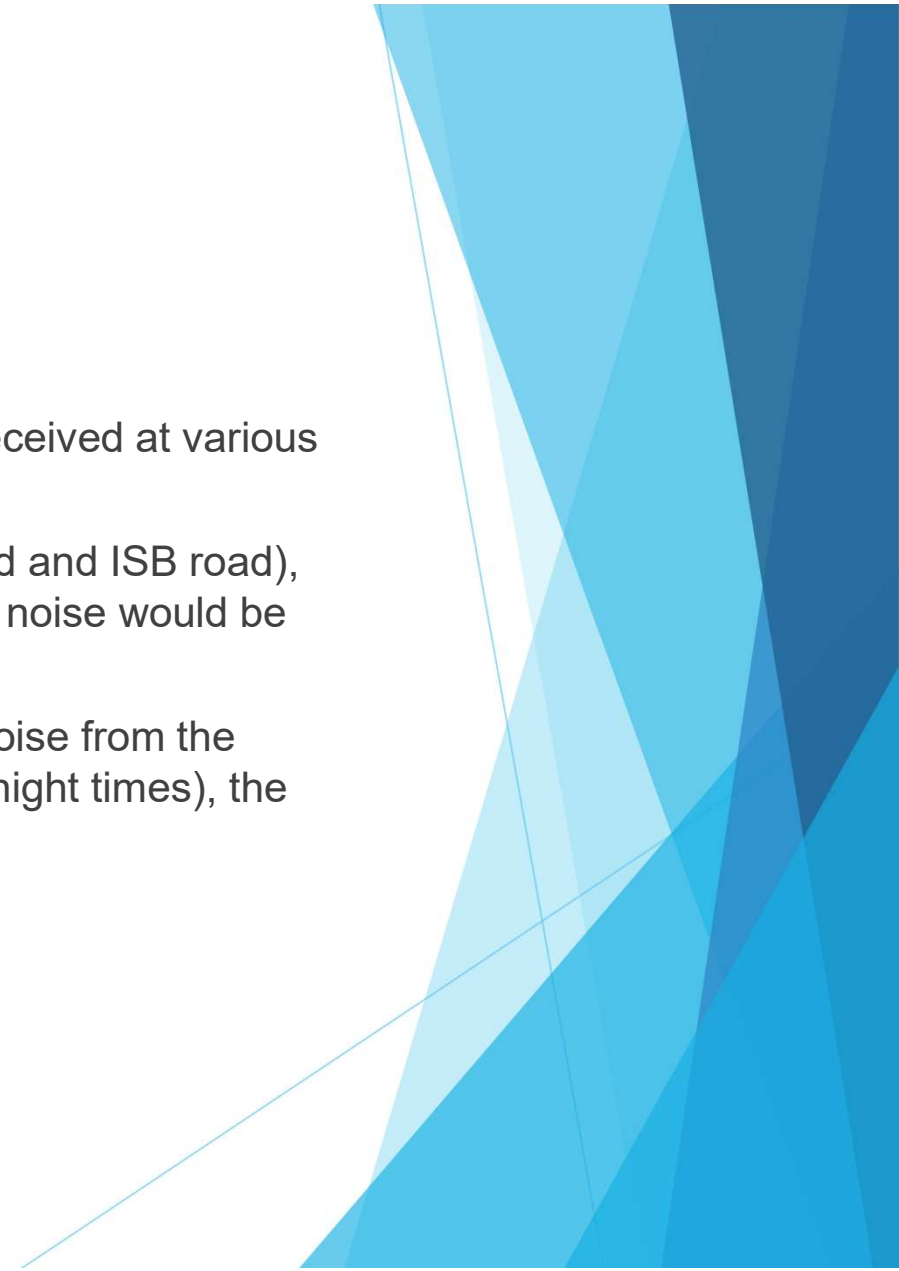 ceived at various
d and ISB road),
noise would be
oise from the
night times), the